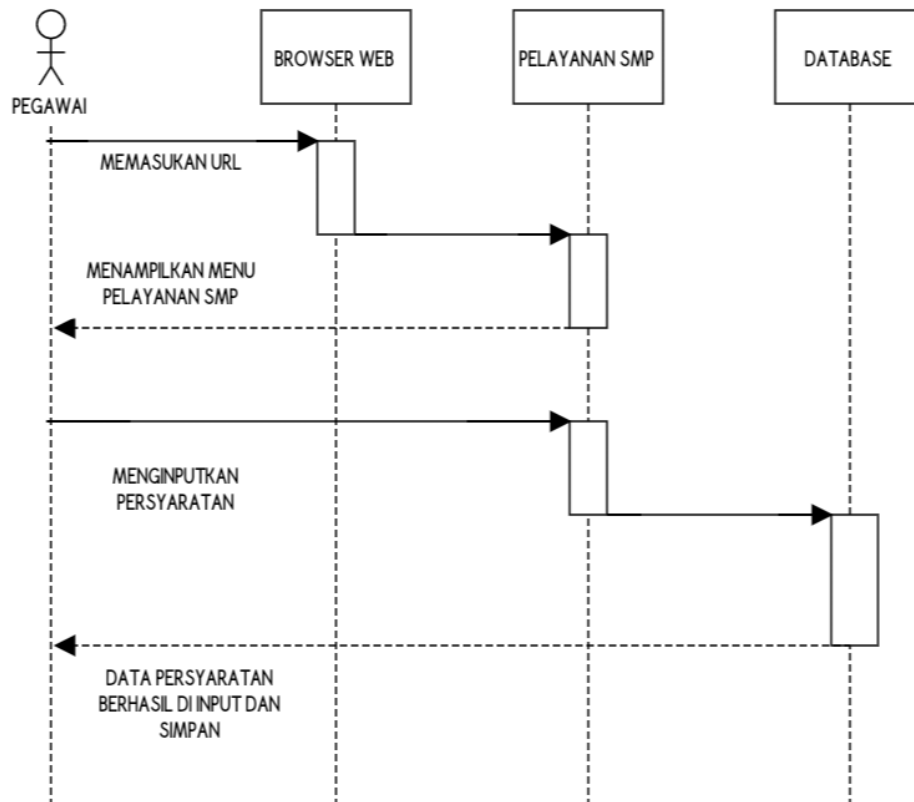 PEGAWAI
BROWSER WEB
PELAYANAN SMP
DATABASE
MEMASUKAN URL
MENAMPILKAN MENU
PELAYANAN SMP
MENGINPUTKAN
PERSYARATAN
DATA PERSYARATAN
BERHASIL DI INPUT DAN
SIMPAN